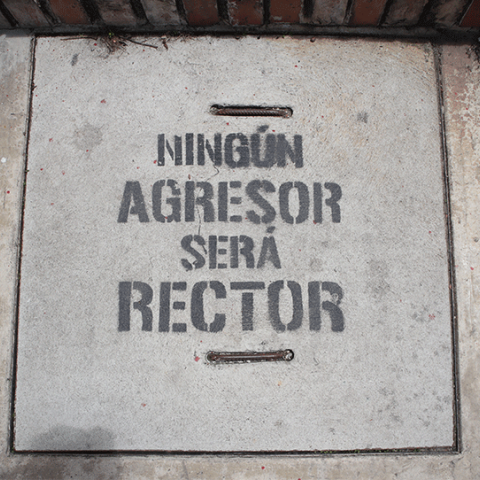 NINGÚN
AGRESOR
SERÁ
RECTOR